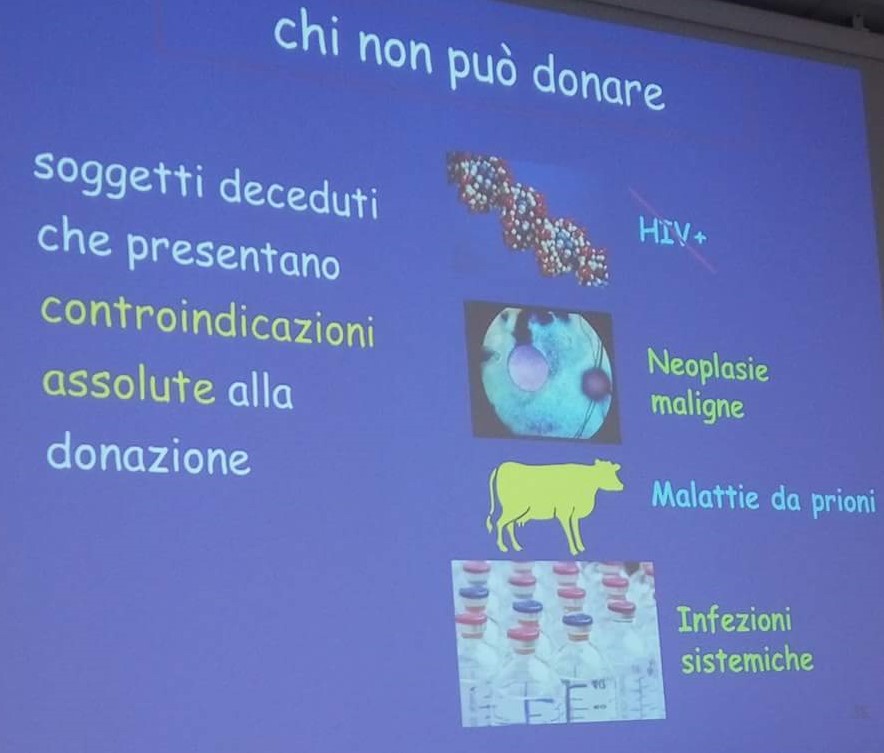 chi non può donare
soggetti deceduti
che presentano
controindicazioni
assolute alla
donazione
HIV+
Neoplasie
maligne
Malattie da prioni
Infezioni
sistemiche